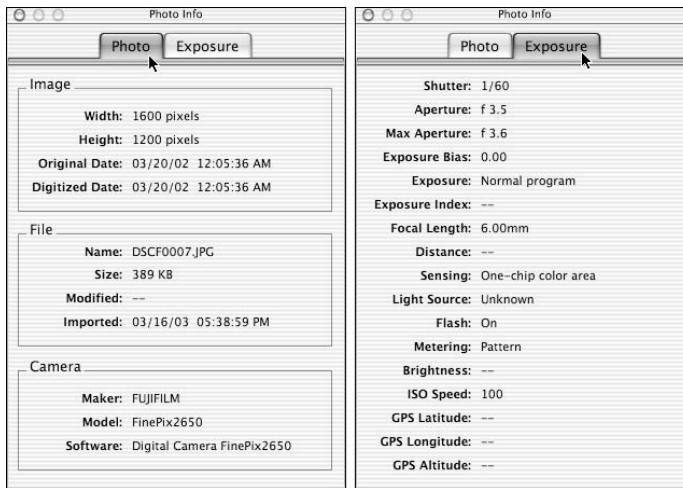 Photo Info
Photo Exposure
Image
Width: 1600 pixels
Height: 1200 pixels
Original Date: 03/20/02 12:05:36 AM
Digitized Date: 03/20/02 12:05:36 AM
File
Name: DSCF0007.JPG
Size: 389 KB
Modified: --
Imported: 03/16/03 05:38:59 PM
Camera
Maker: FUJIFILM
Model: FinePix2650
Software: Digital Camera FinePix2650
Photo Info
Photo Exposure
Shutter: 1/60
Aperture: f 3.5
Max Aperture: f 3.6
Exposure Bias: 0.00
Exposure: Normal program
Exposure Index: --
Focal Length: 6.00mm
Distance: --
Sensing: One-chip color area
Light Source: Unknown
Flash: On
Metering: Pattern
Brightness: --
ISO Speed: 100
GPS Latitude: --
GPS Longitude: --
GPS Altitude: --